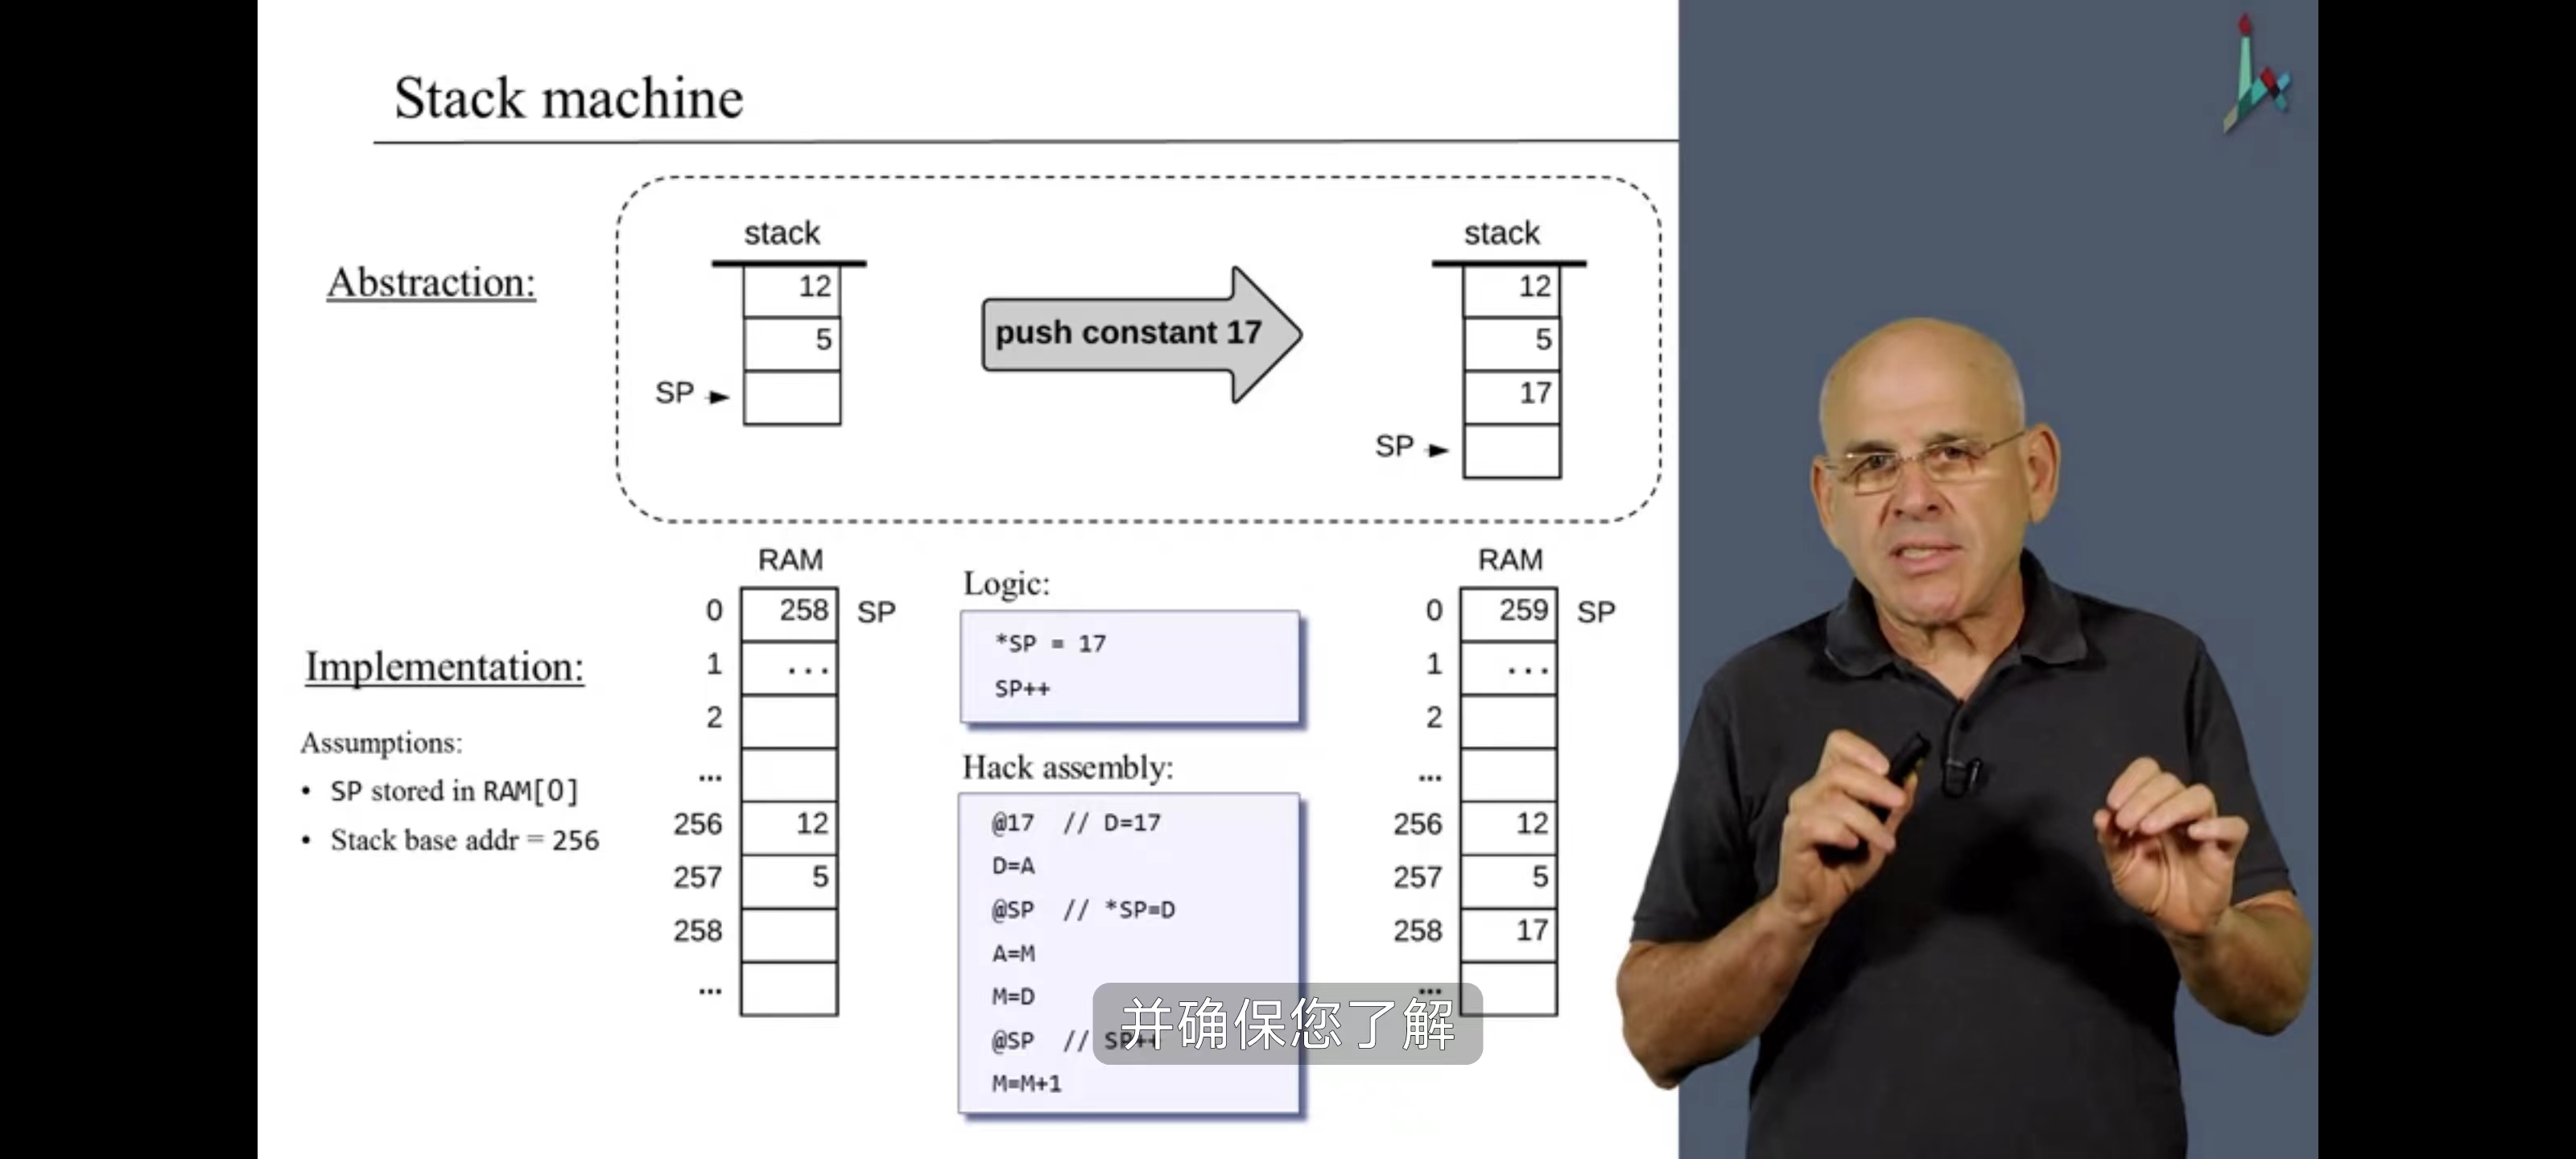 Stack machine
Abstraction:
stack
12
5
SP
push constant 17
stack
12
5
17
SP
Implementation:
Assumptions:
• SP stored in RAM[0]
• Stack base addr = 256
RAM
0 258 SP
1 ...
2
...
256 12
257 5
258
...
Logic:
*SP = 17
SP++
Hack assembly:
@17 // D=17
D=A
@SP // *SP=D
A=M
M=D
@SP // SP++
M=M+1
RAM
0 259 SP
1 ...
2
...
256 12
257 5
258 17
...
并确保您了解